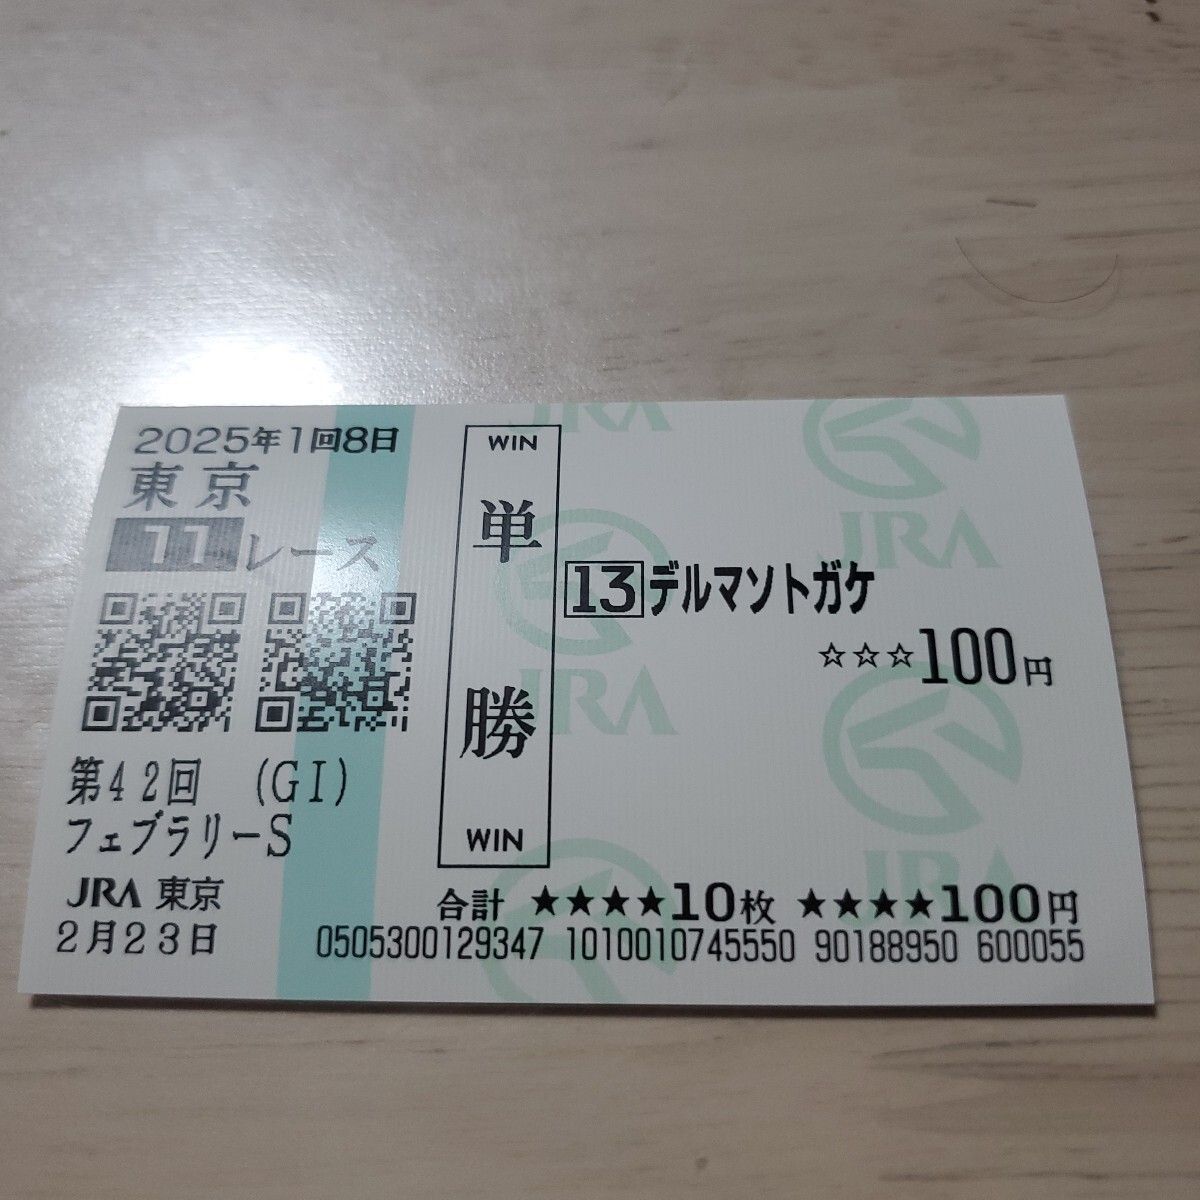 2025年1回8日
東京
11レース
第42回 (GI)
フェブラリーS
JRA 東京
2月23日
WIN
単勝
WIN
13デルマソトガケ
☆☆☆100円
合計 ★★★★10枚 ★★★★100円
0505300129347 1010010745550 90188950 600055
JRA
JRA
JRA
JRA